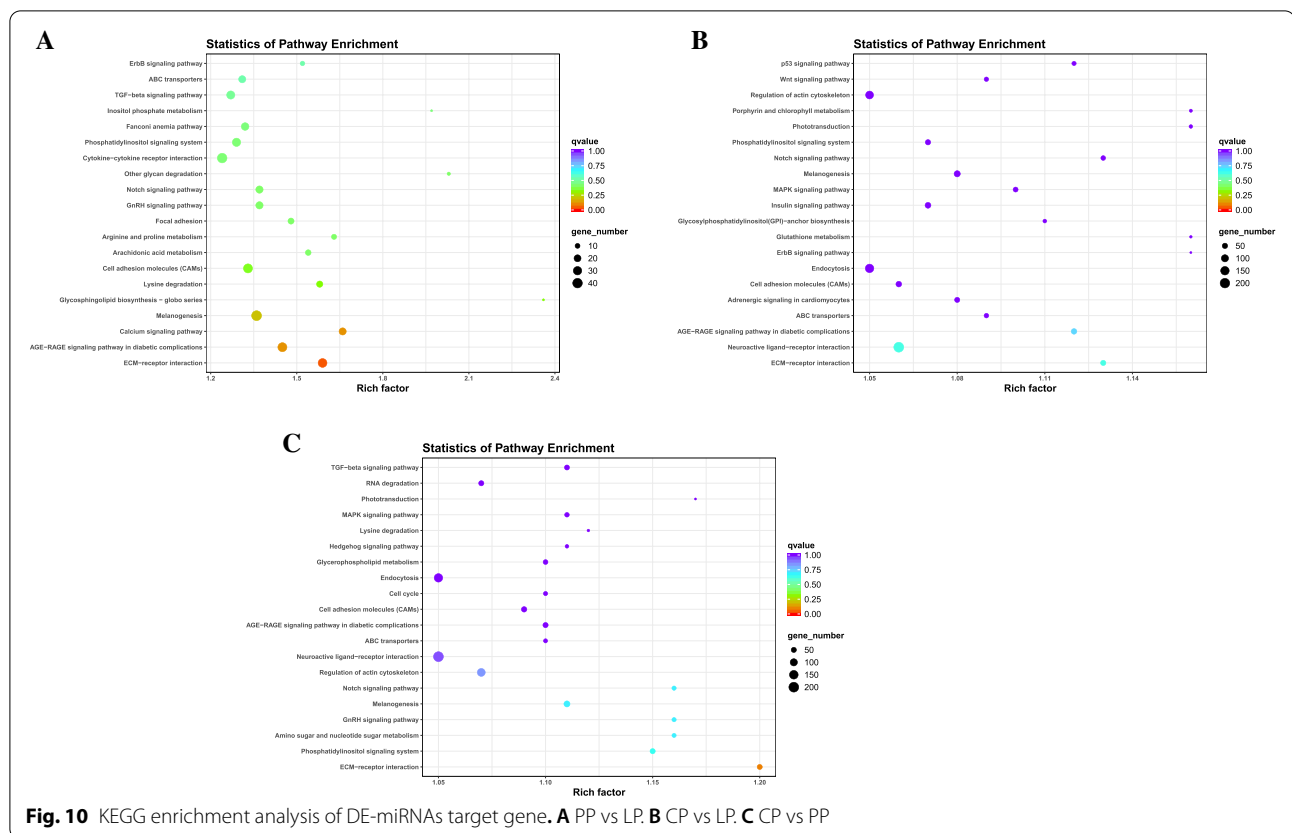 A
Statistics of Pathway Enrichment
ErbB signaling pathway
ABC transporters
TGF−beta signaling pathway
Inositol phosphate metabolism
Fanconi anemia pathway
Phosphatidylinositol signaling system
Cytokine−cytokine receptor interaction
Other glycan degradation
Notch signaling pathway
GnRH signaling pathway
Focal adhesion
Arginine and proline metabolism
Arachidonic acid metabolism
Cell adhesion molecules (CAMs)
Lysine degradation
Glycosphingolipid biosynthesis − globo series
Melanogenesis
Calcium signaling pathway
AGE−RAGE signaling pathway in diabetic complications
ECM−receptor interaction
1.2 1.5 1.8 2.1 2.4
Rich factor
qvalue
1.00
0.75
0.50
0.25
0.00
gene_number
10
20
30
40
B
Statistics of Pathway Enrichment
p53 signaling pathway
Wnt signaling pathway
Regulation of actin cytoskeleton
Porphyrin and chlorophyll metabolism
Phototransduction
Phosphatidylinositol signaling system
Notch signaling pathway
Melanogenesis
MAPK signaling pathway
Insulin signaling pathway
Glycosylphosphatidylinositol(GPI)−anchor biosynthesis
Glutathione metabolism
ErbB signaling pathway
Endocytosis
Cell adhesion molecules (CAMs)
Adrenergic signaling in cardiomyocytes
ABC transporters
AGE−RAGE signaling pathway in diabetic complications
Neuroactive ligand−receptor interaction
ECM−receptor interaction
1.05 1.08 1.11 1.14
Rich factor
qvalue
1.00
0.75
0.50
0.25
0.00
gene_number
50
100
150
200
C
Statistics of Pathway Enrichment
TGF−beta signaling pathway
RNA degradation
Phototransduction
MAPK signaling pathway
Lysine degradation
Hedgehog signaling pathway
Glycerophospholipid metabolism
Endocytosis
Cell cycle
Cell adhesion molecules (CAMs)
AGE−RAGE signaling pathway in diabetic complications
ABC transporters
Neuroactive ligand−receptor interaction
Regulation of actin cytoskeleton
Notch signaling pathway
Melanogenesis
GnRH signaling pathway
Amino sugar and nucleotide sugar metabolism
Phosphatidylinositol signaling system
ECM−receptor interaction
1.05 1.10 1.15 1.20
Rich factor
qvalue
1.00
0.75
0.50
0.25
0.00
gene_number
50
100
150
200
Fig. 10 KEGG enrichment analysis of DE-miRNAs target gene. A PP vs LP. B CP vs LP. C CP vs PP